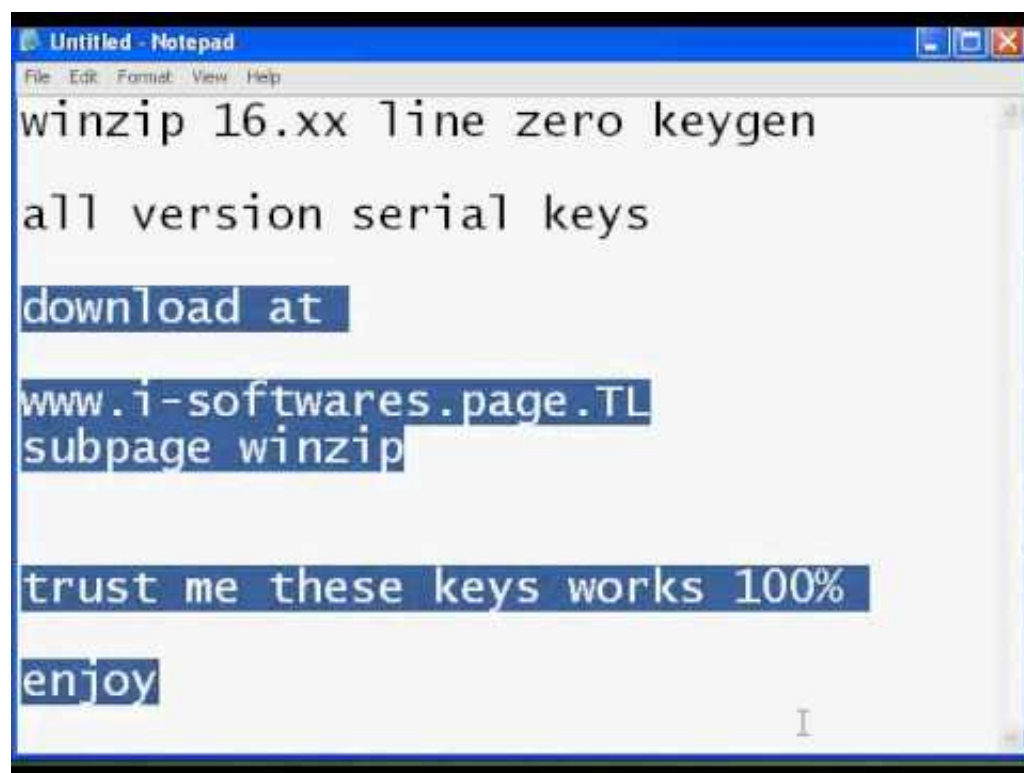 Untitled - Notepad
File Edit Format View Help
winzip 16.xx line zero keygen
all version serial keys
download at
www.i-softwares.page.TL
subpage winzip
trust me these keys works 100%
enjoy